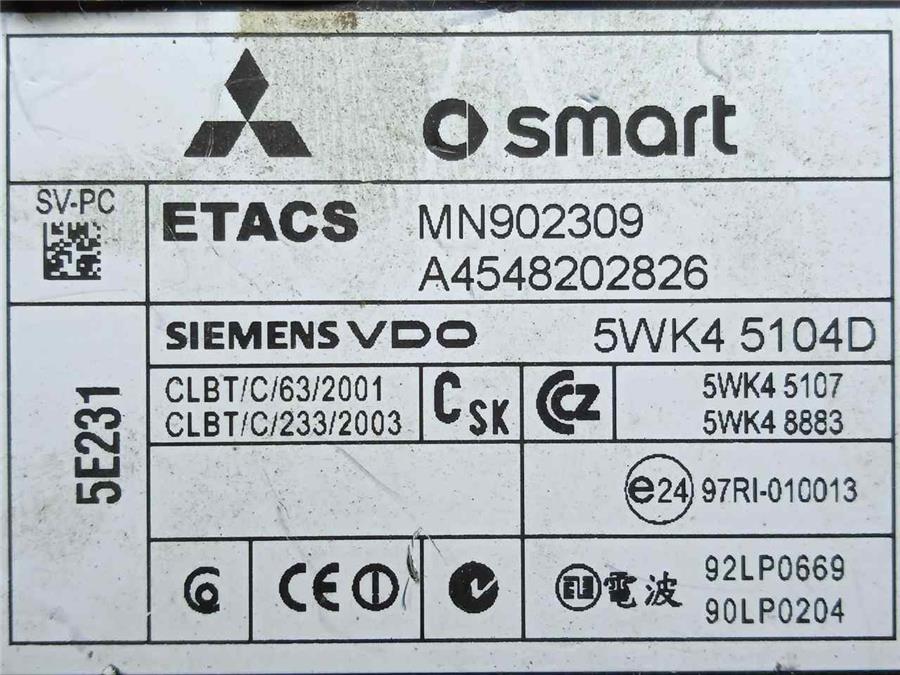 smart
SV-PC
ETACS MN902309
A4548202826
SIEMENS VDO 5WK4 5104D
5E231
CLBT/C/63/2001
CLBT/C/233/2003
C SK
CZ
5WK4 5107
5WK4 8883
e24 97RI-010013
CE
電波
92LP0669
90LP0204